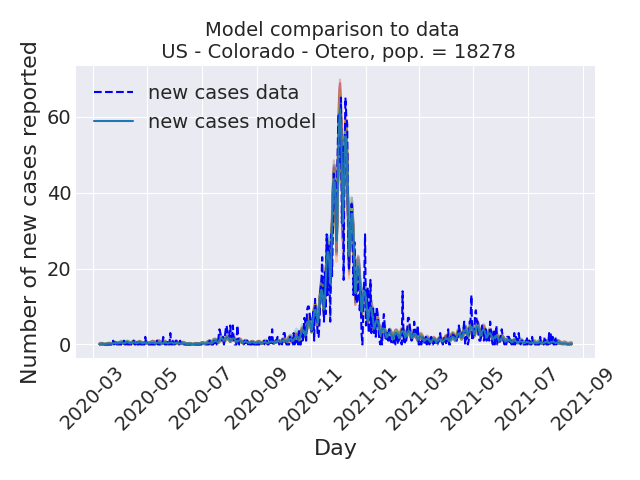 Model comparison to data
US - Colorado - Otero, pop. = 18278
Number of new cases reported
60
40
20
0
new cases data
new cases model
2020-03
2020-05
2020-07
2020-09
2020-11
2021-01
2021-03
2021-05
2021-07
2021-09
Day